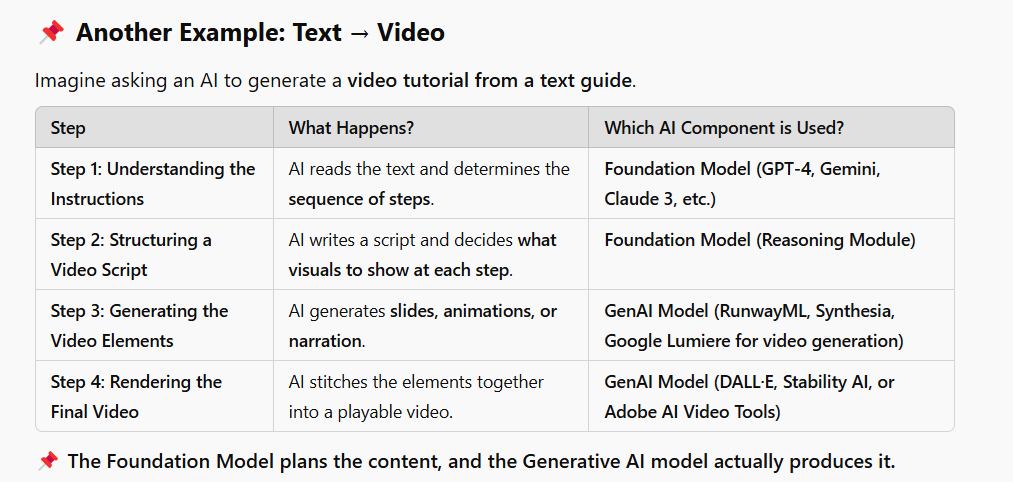 📌 Another Example: Text → Video
Imagine asking an AI to generate a video tutorial from a text guide.
Step
What Happens?
Which AI Component is Used?
Step 1: Understanding the
Instructions
AI reads the text and determines the
sequence of steps.
Foundation Model (GPT-4, Gemini,
Claude 3, etc.)
Step 2: Structuring a
Video Script
AI writes a script and decides what
visuals to show at each step.
Foundation Model (Reasoning Module)
Step 3: Generating the
Video Elements
AI generates slides, animations, or
narration.
GenAI Model (RunwayML, Synthesia,
Google Lumiere for video generation)
Step 4: Rendering the
Final Video
AI stitches the elements together
into a playable video.
GenAI Model (DALL·E, Stability AI, or
Adobe AI Video Tools)
📌 The Foundation Model plans the content, and the Generative AI model actually produces it.